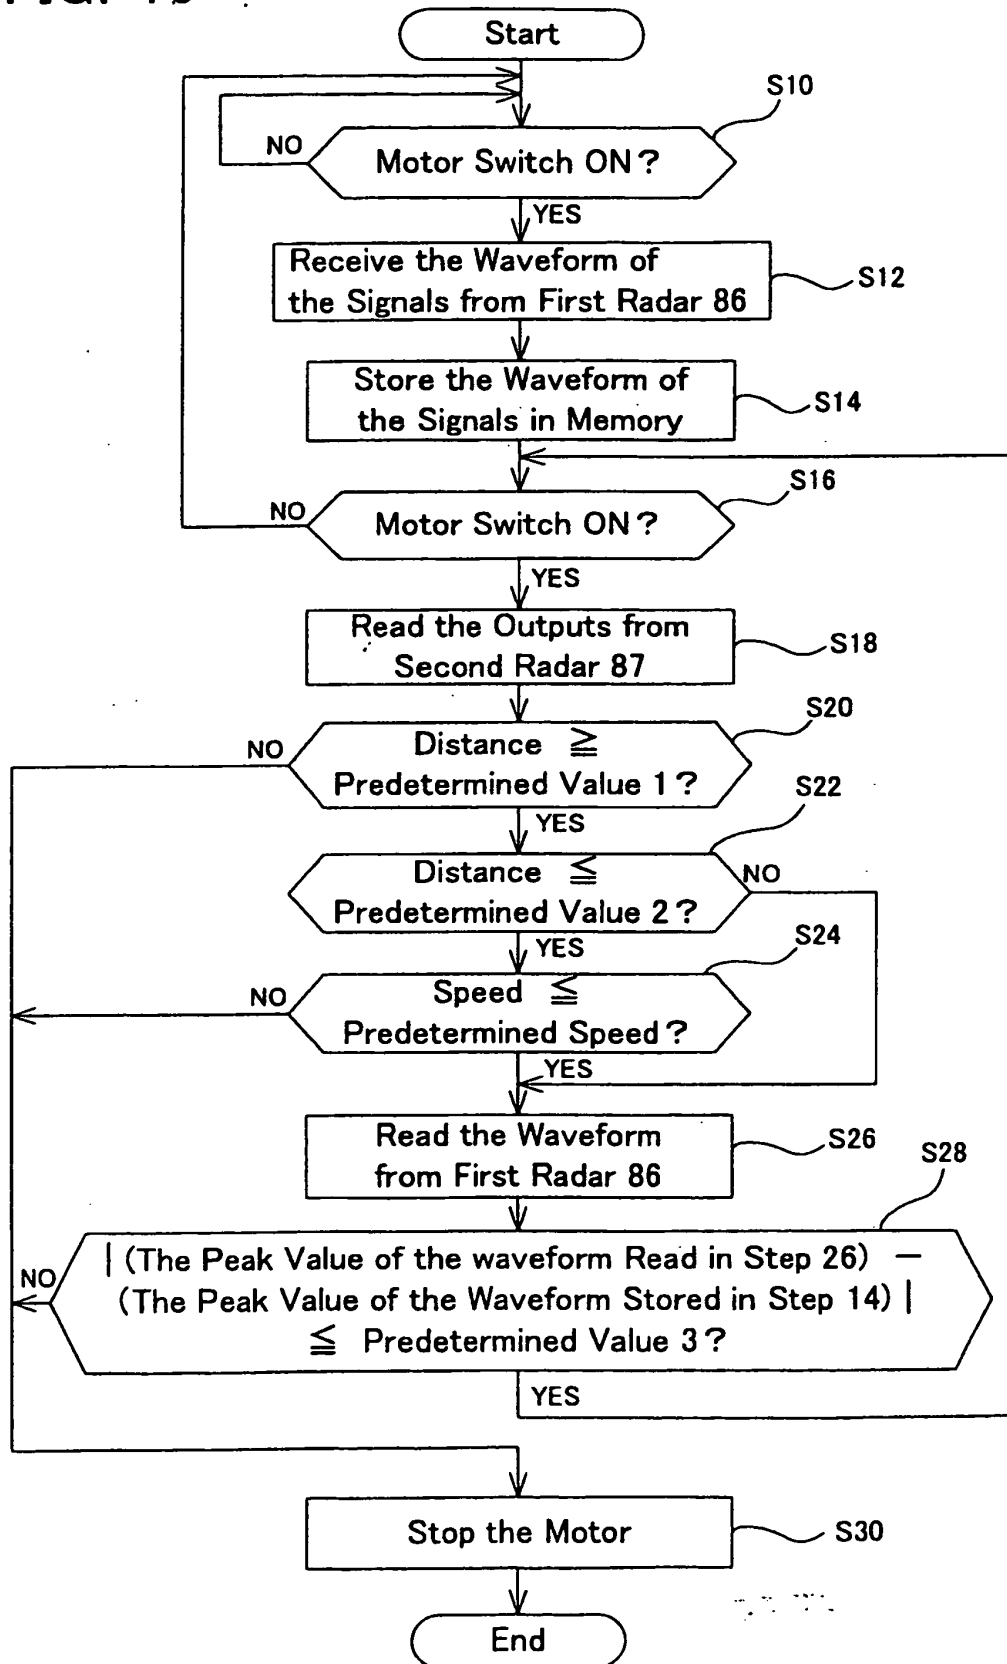 Start
S10
NO
Motor Switch ON?
YES
Receive the Waveform of
the Signals from First Radar 86
S12
Store the Waveform of
the Signals in Memory
S14
S16
NO
Motor Switch ON?
YES
Read the Outputs from
Second Radar 87
S18
S20
NO
Distance ≧
Predetermined Value 1?
S22
YES
Distance ≦
NO
Predetermined Value 2?
S24
YES
NO
Speed ≦
Predetermined Speed?
YES
Read the Waveform
from First Radar 86
S26
S28
| (The Peak Value of the waveform Read in Step 26) —
NO
(The Peak Value of the Waveform Stored in Step 14) |
≦ Predetermined Value 3?
YES
Stop the Motor
S30
End